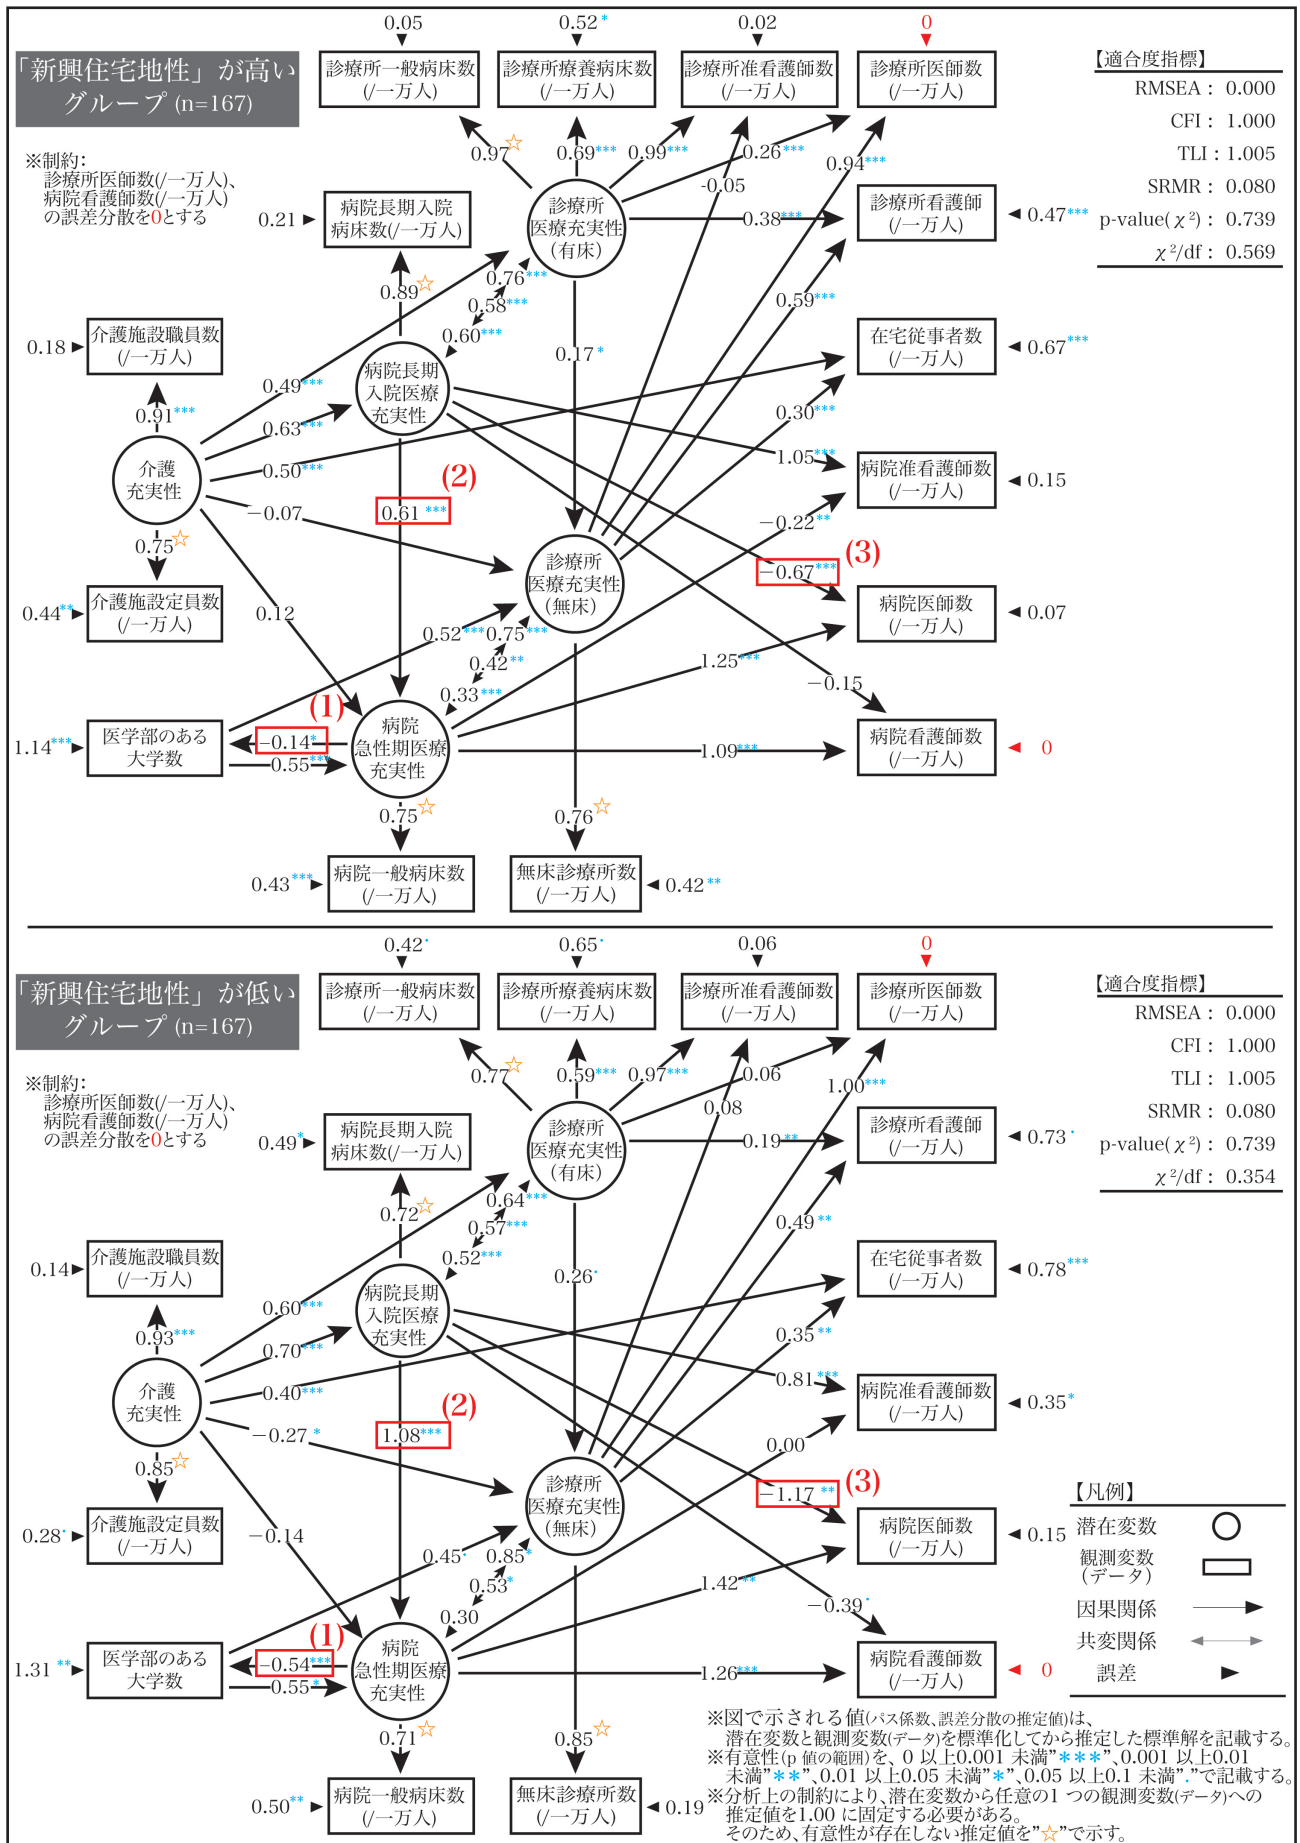 0.05
0.52 *
0.02
0
「新興住宅地性」が高い
グループ (n=167)
診療所一般病床数
(/一万人)
診療所療養病床数
(/一万人)
診療所准看護師数
(/一万人)
診療所医師数
(/一万人)
【適合度指標】
RMSEA : 0.000
CFI : 1.000
TLI : 1.005
SRMR : 0.080
p-value(χ²) : 0.739
χ²/df : 0.569
※制約:
診療所医師数(/一万人)、
病院看護師数(/一万人)
の誤差分散を0とする
0.97☆
0.69***
0.99***
0.26***
0.94***
-0.05
0.21
病院長期入院
病床数(/一万人)
診療所
医療充実性
(有床)
0.38***
診療所看護師
(/一万人)
0.47***
0.89☆
0.76***
0.58***
0.60***
0.59***
0.18
介護施設職員数
(/一万人)
0.17*
在宅従事者数
(/一万人)
0.67***
病院長期
入院医療
充実性
0.91***
0.49***
0.63***
0.50***
0.30***
1.05***
介護
充実性
(2)
0.61 ***
病院准看護師数
(/一万人)
0.15
−0.07
−0.22**
0.75☆
診療所
医療充実性
(無床)
−0.67***
(3)
0.44**
介護施設定員数
(/一万人)
0.12
病院医師数
(/一万人)
0.07
0.52***
0.75***
0.42**
0.33***
1.25***
−0.15
(1)
1.14***
医学部のある
大学数
−0.14*
0.55***
病院
急性期医療
充実性
1.09***
病院看護師数
(/一万人)
0
0.75☆
0.76☆
0.43***
病院一般病床数
(/一万人)
無床診療所数
(/一万人)
0.42**
0.42·
0.65·
0.06
0
「新興住宅地性」が低い
グループ (n=167)
診療所一般病床数
(/一万人)
診療所療養病床数
(/一万人)
診療所准看護師数
(/一万人)
診療所医師数
(/一万人)
【適合度指標】
RMSEA : 0.000
CFI : 1.000
TLI : 1.005
SRMR : 0.080
p-value(χ²) : 0.739
χ²/df : 0.354
※制約:
診療所医師数(/一万人)、
病院看護師数(/一万人)
の誤差分散を0とする
0.77☆
0.59***
0.97***
0.06
1.00***
0.08
0.49*
病院長期入院
病床数(/一万人)
診療所
医療充実性
(有床)
0.19**
診療所看護師
(/一万人)
0.73·
0.72☆
0.64***
0.57***
0.52***
0.49**
0.14
介護施設職員数
(/一万人)
0.26·
在宅従事者数
(/一万人)
0.78***
病院長期
入院医療
充実性
0.93***
0.60***
0.70***
0.40***
0.35**
0.81***
介護
充実性
(2)
1.08***
病院准看護師数
(/一万人)
0.35*
−0.27*
0.00
0.85☆
診療所
医療充実性
(無床)
−1.17**
(3)
0.28·
介護施設定員数
(/一万人)
−0.14
病院医師数
(/一万人)
0.15
0.45·
0.85*
0.53*
0.30
1.42**
−0.39·
(1)
1.31**
医学部のある
大学数
−0.54***
0.55*
病院
急性期医療
充実性
1.26***
病院看護師数
(/一万人)
0
0.71☆
0.85☆
0.50**
病院一般病床数
(/一万人)
無床診療所数
(/一万人)
0.19
【凡例】
潜在変数
観測変数
(データ)
因果関係
共変関係
誤差
※図で示される値(パス係数、誤差分散の推定値)は、
潜在変数と観測変数(データ)を標準化してから推定した標準解を記載する。
※有意性(p 値の範囲)を、0 以上0.001 未満”***”、0.001 以上0.01
未満”**”、0.01 以上0.05 未満”*”、0.05 以上0.1 未満”.”で記載する。
※分析上の制約により、潜在変数から任意の1 つの観測変数(データ)への
推定値を1.00 に固定する必要がある。
そのため、有意性が存在しない推定値を”☆”で示す。